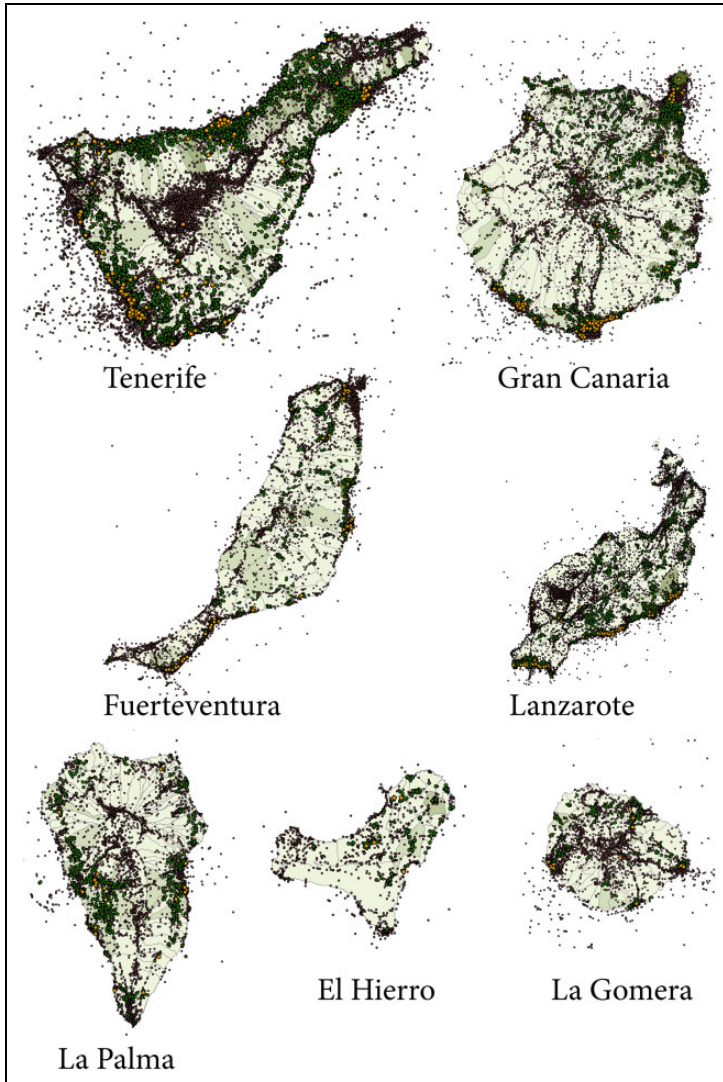 Tenerife
Gran Canaria
Fuerteventura
Lanzarote
El Hierro
La Gomera
La Palma